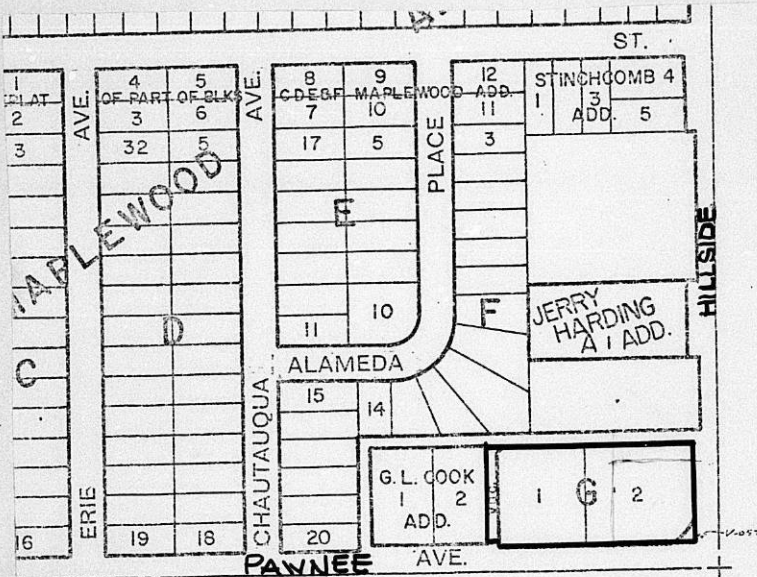 ST.
1 4 5 8 9 12 STINCHCOMB 4
REPLAT OF PART OF BLKS C D E & F MAPLEWOOD ADD.
2 3 6 7 10 11 1 3 5
ADD.
3 32 5 17 5 3
AVE.
AVE.
PLACE
MAPLEWOOD
E
HILLSIDE
10
F
JERRY
HARDING
A 1 ADD.
D
11
ALAMEDA
C
15
14
G. L. COOK
1 2
ADD.
1 G 2
ERIE
CHAUTAUQUA
16 19 18 20
PAWNEE AVE.